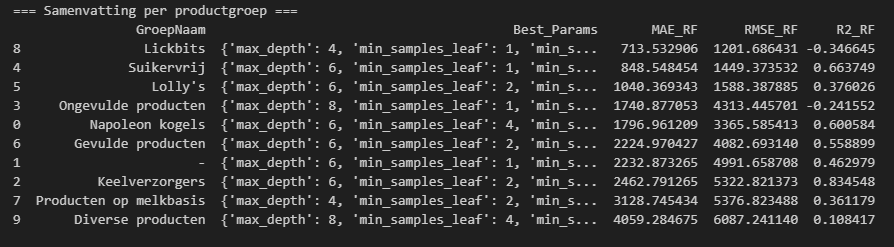 === Samenvatting per productgroep ===
GroepNaam Best_Params MAE_RF RMSE_RF R2_RF
8 Lickbits {'max_depth': 4, 'min_samples_leaf': 1, 'min_s... 713.532906 1201.686431 -0.346645
4 Suikervrij {'max_depth': 6, 'min_samples_leaf': 1, 'min_s... 848.548454 1449.373532 0.663749
5 Lolly's {'max_depth': 6, 'min_samples_leaf': 2, 'min_s... 1040.369343 1588.387885 0.376026
3 Ongevulde producten {'max_depth': 8, 'min_samples_leaf': 1, 'min_s... 1740.877053 4313.445701 -0.241552
0 Napoleon kogels {'max_depth': 6, 'min_samples_leaf': 4, 'min_s... 1796.961209 3365.585413 0.600584
6 Gevulde producten {'max_depth': 6, 'min_samples_leaf': 2, 'min_s... 2224.970427 4082.693140 0.558899
1 - {'max_depth': 6, 'min_samples_leaf': 1, 'min_s... 2232.873265 4991.658708 0.462979
2 Keelverzorgers {'max_depth': 6, 'min_samples_leaf': 2, 'min_s... 2462.791265 5322.821373 0.834548
7 Producten op melkbasis {'max_depth': 4, 'min_samples_leaf': 2, 'min_s... 3128.745434 5376.823488 0.361179
9 Diverse producten {'max_depth': 8, 'min_samples_leaf': 4, 'min_s... 4059.284675 6087.241140 0.108417